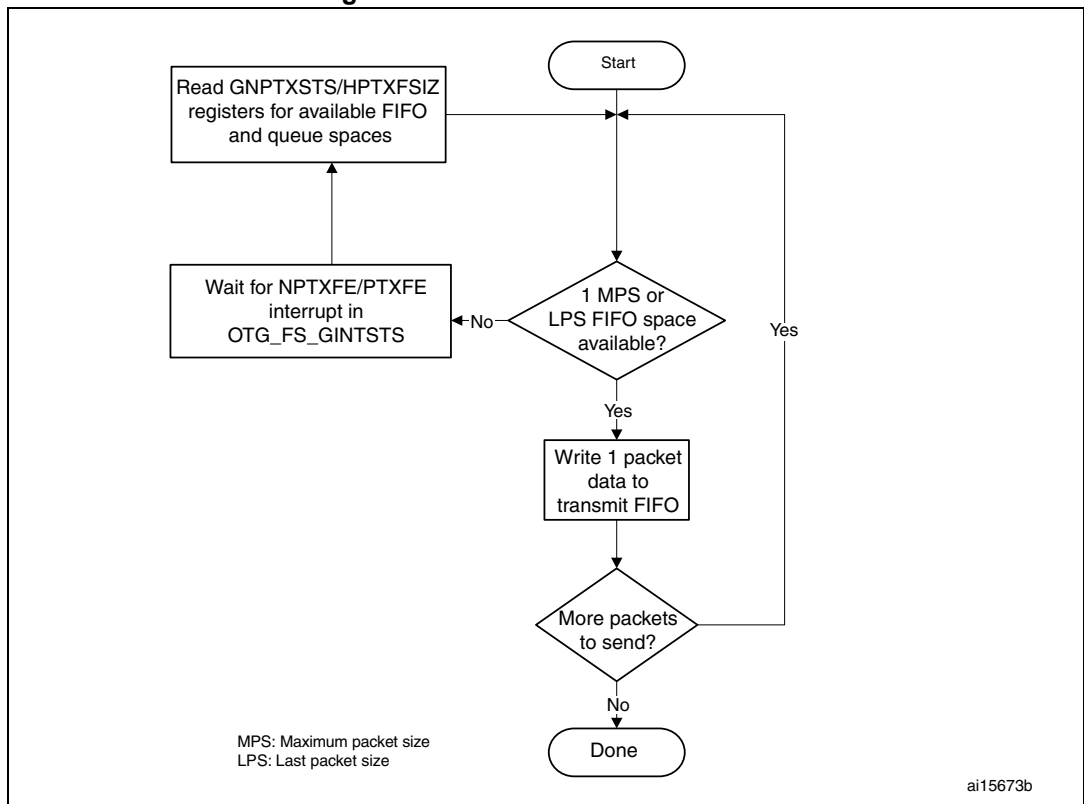 Start
Read GNPTXSTS/HPTXFSIZ
registers for available FIFO
and queue spaces
Wait for NPTXFE/PTXFE
interrupt in
OTG_FS_GINTSTS
No
1 MPS or
LPS FIFO space
available?
Yes
Yes
Write 1 packet
data to
transmit FIFO
More packets
to send?
No
Done
MPS: Maximum packet size
LPS: Last packet size
ai15673b